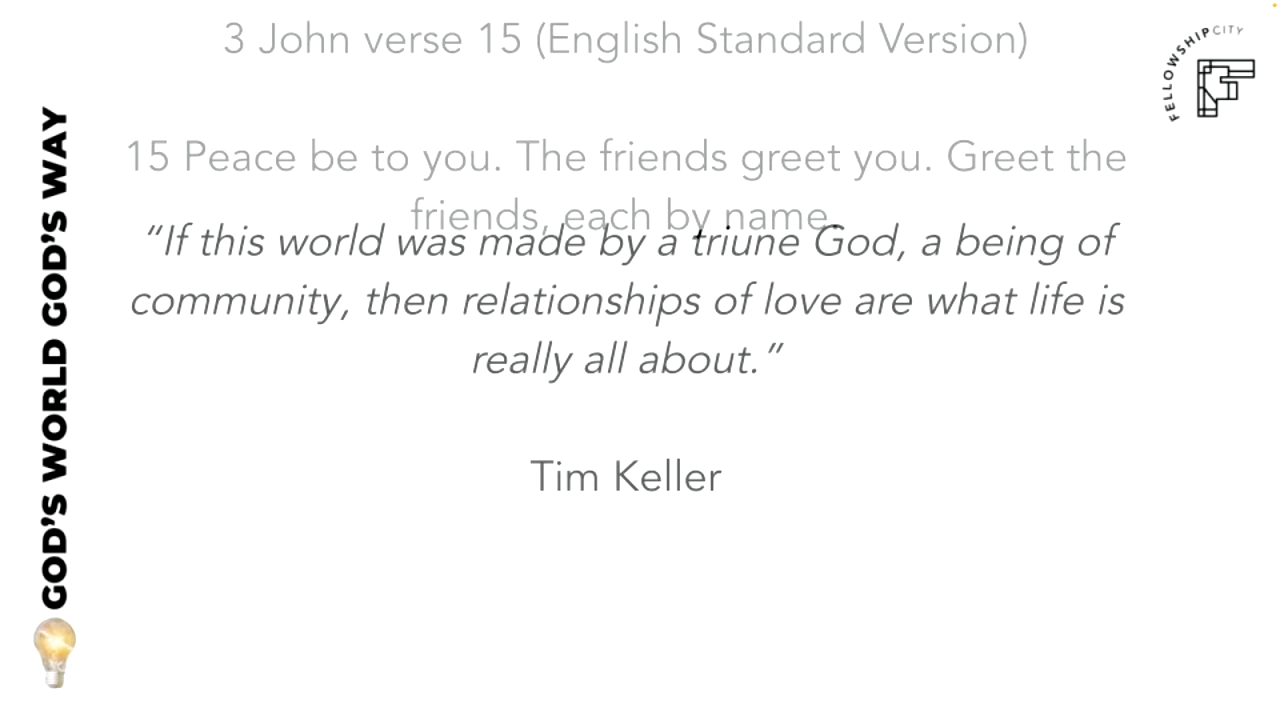 3 John verse 15 (English Standard Version)
FELLOWSHIPCITY
15 Peace be to you. The friends greet you. Greet the
friends, each by name.
“If this world was made by a triune God, a being of
community, then relationships of love are what life is
really all about.”
Tim Keller
GOD’S WORLD GOD’S WAY